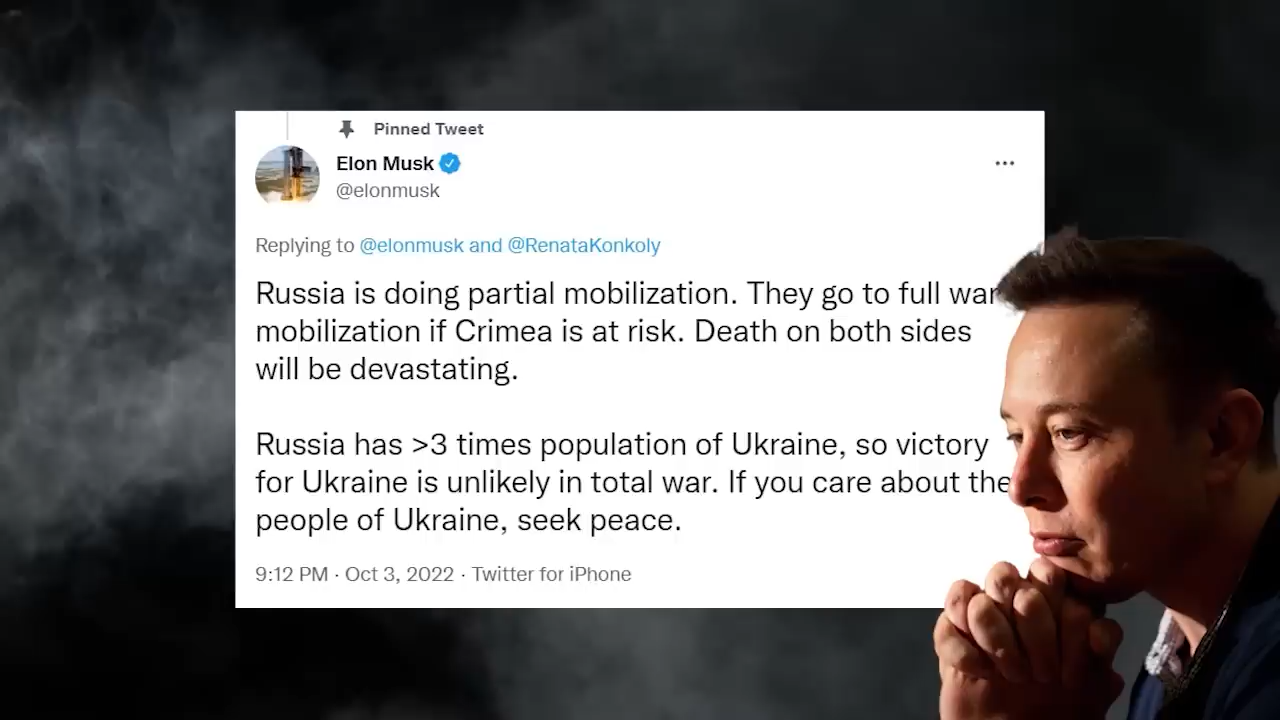 Pinned Tweet
Elon Musk
@elonmusk
Replying to @elonmusk and @RenataKonkoly
Russia is doing partial mobilization. They go to full war
mobilization if Crimea is at risk. Death on both sides
will be devastating.
Russia has >3 times population of Ukraine, so victory
for Ukraine is unlikely in total war. If you care about the
people of Ukraine, seek peace.
9:12 PM · Oct 3, 2022 · Twitter for iPhone